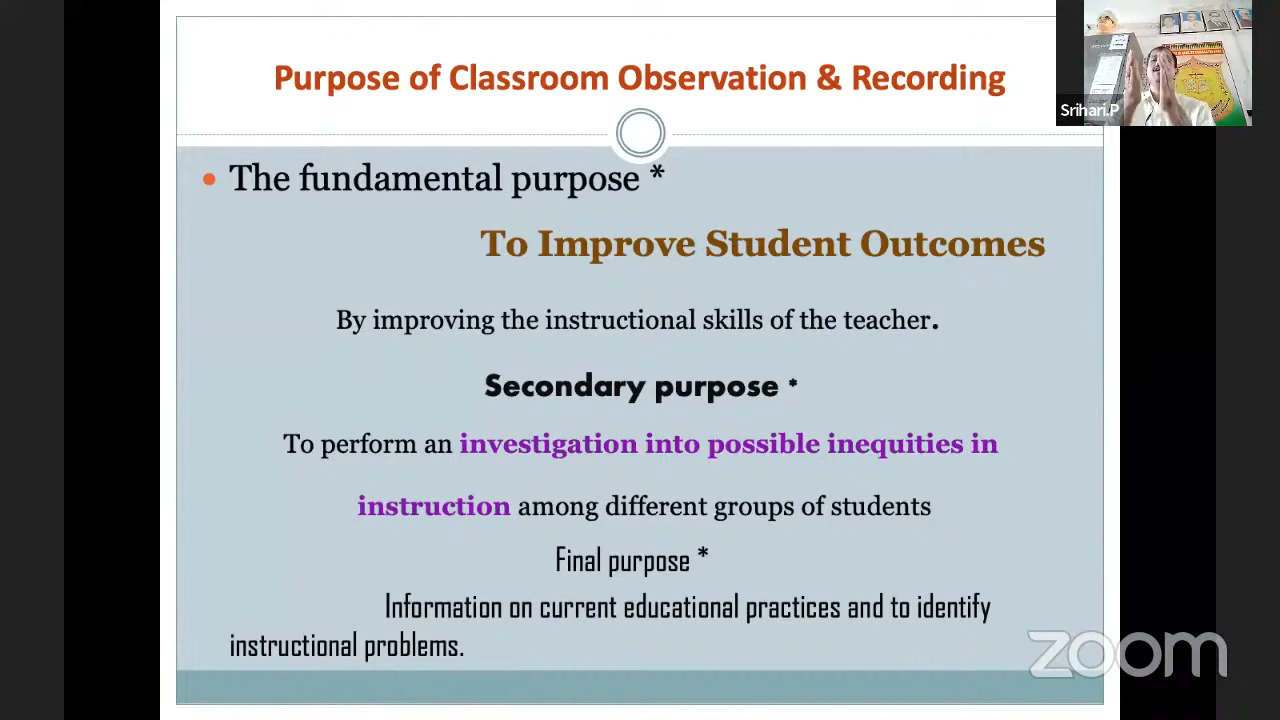 Purpose of Classroom Observation & Recording
Srihari.P
• The fundamental purpose *
To Improve Student Outcomes
By improving the instructional skills of the teacher.
Secondary purpose *
To perform an investigation into possible inequities in
instruction among different groups of students
Final purpose *
Information on current educational practices and to identify
instructional problems.
zoom